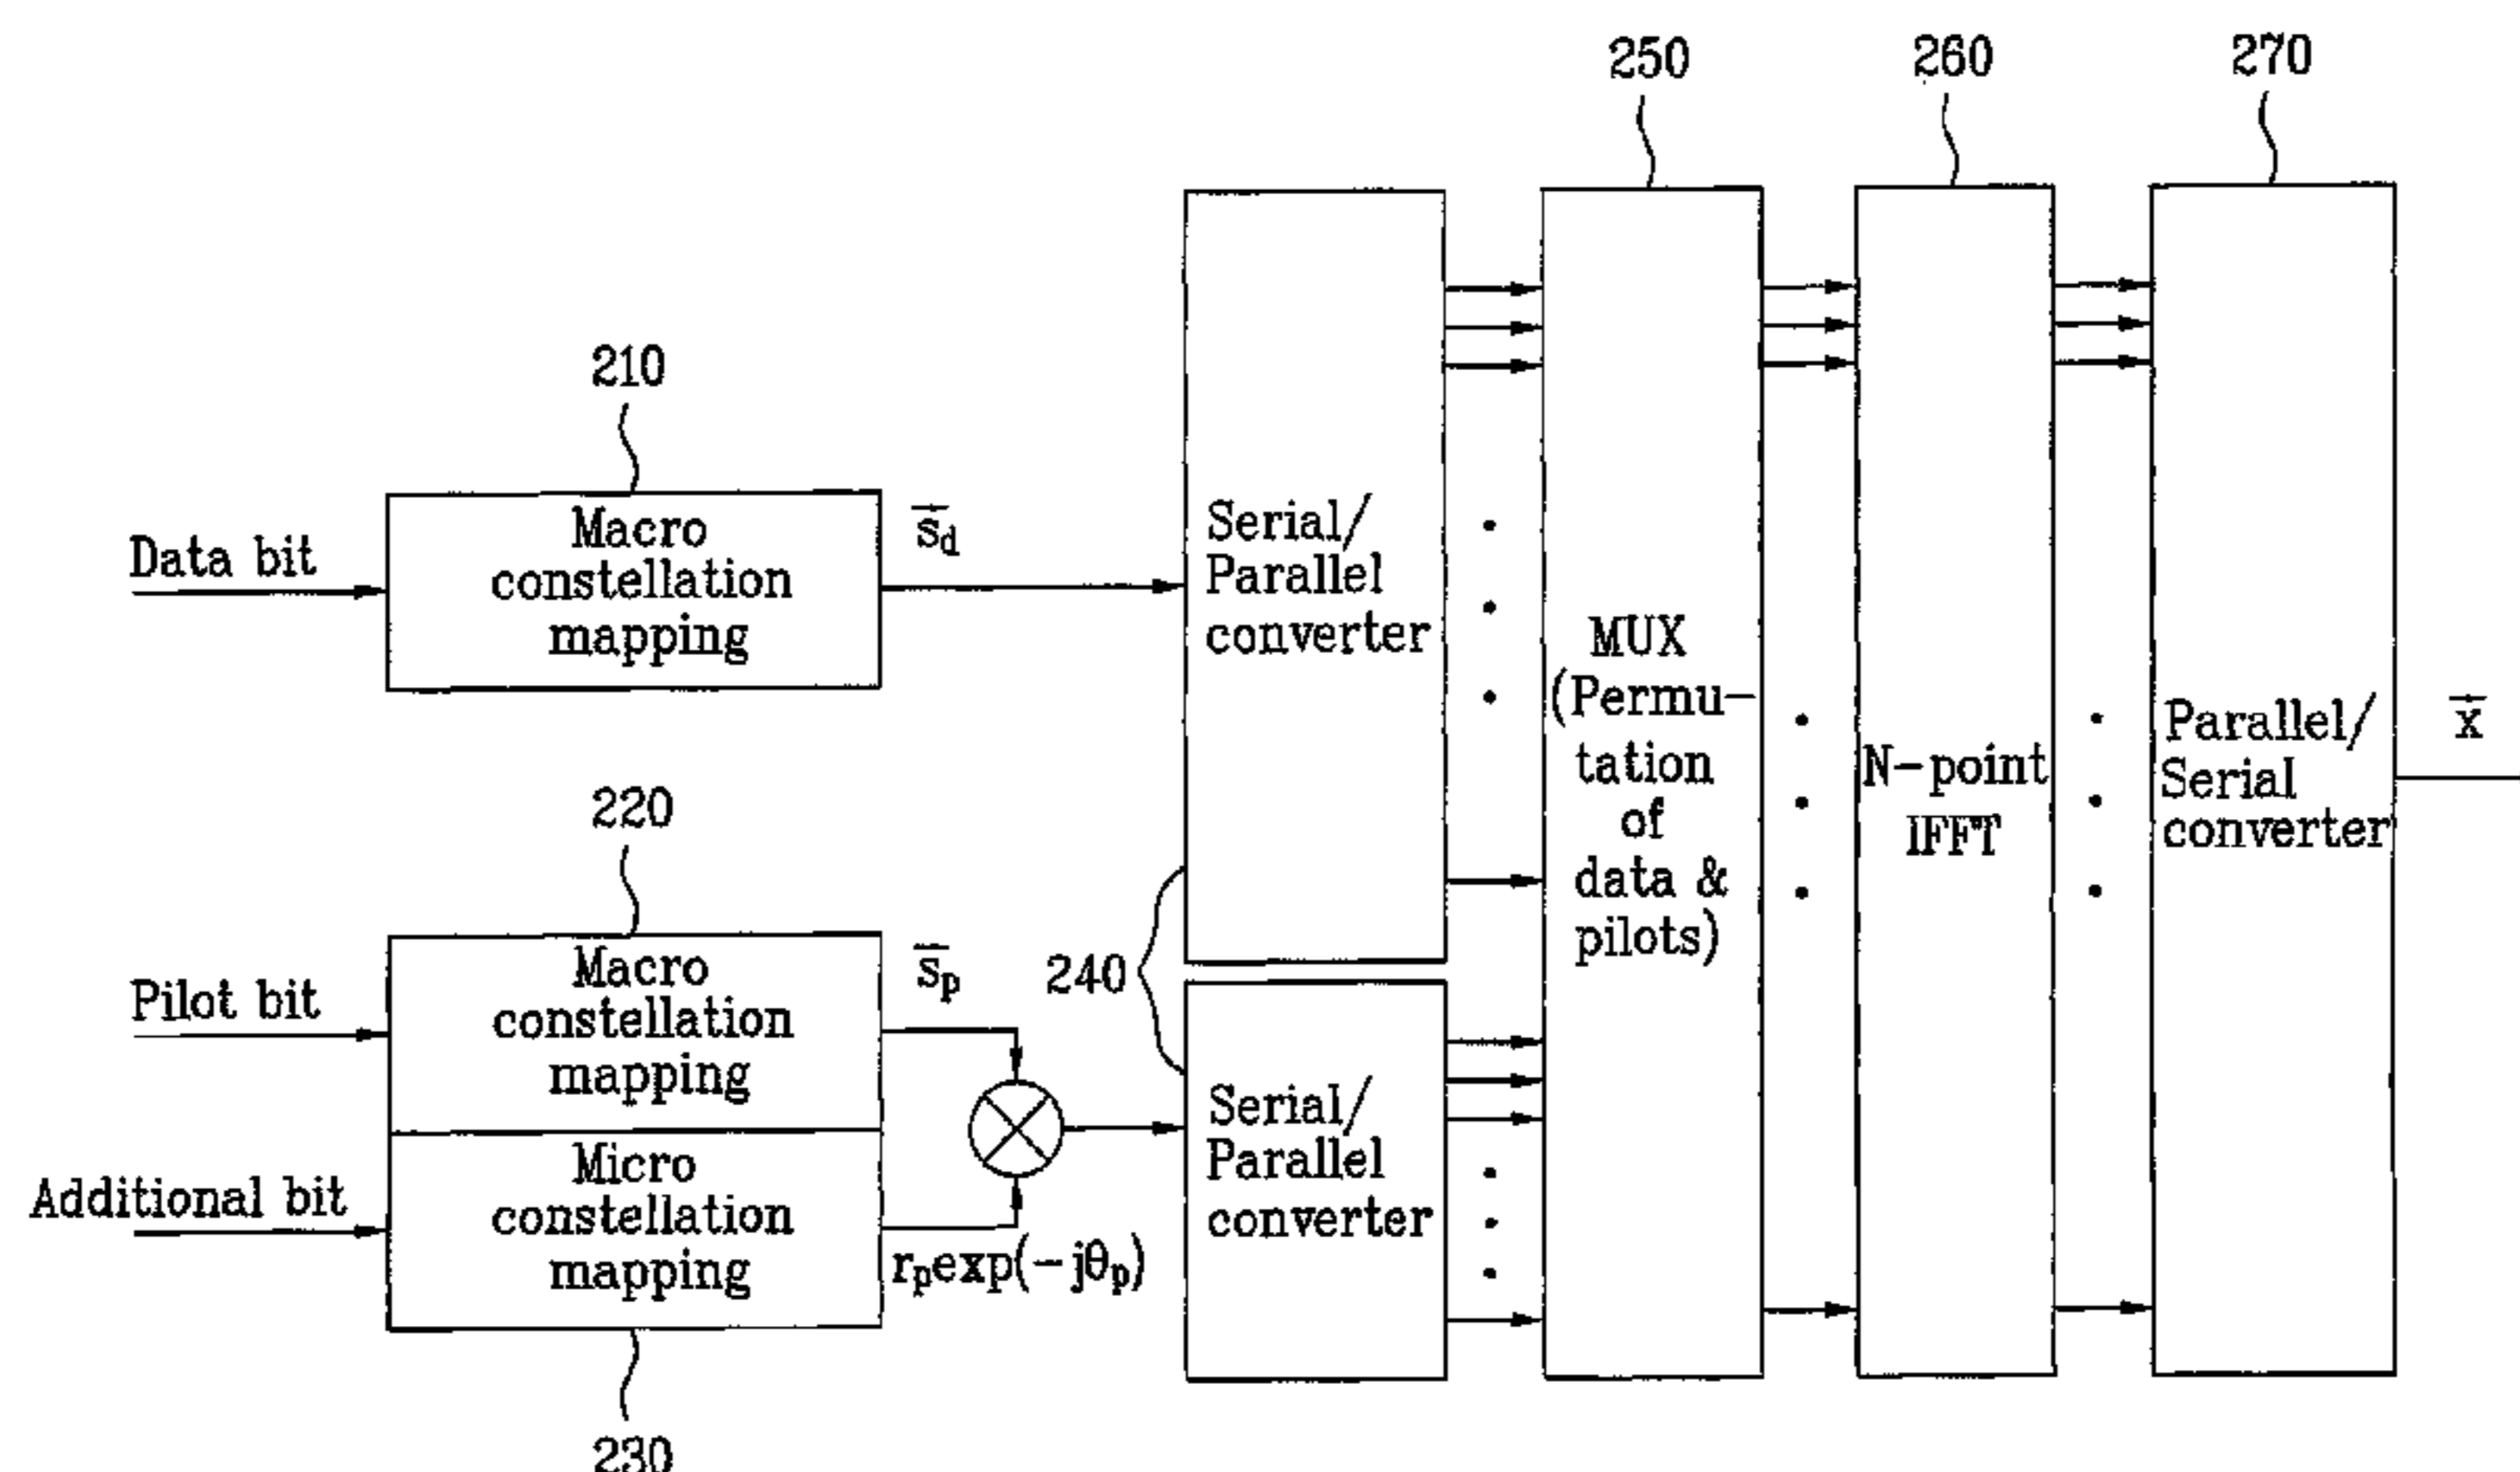 250
260
270
210
Data bit
Macro
constellation
mapping
s̅d
Serial/
Parallel
converter
MUX
(Permu-
tation
of
data &
pilots)
N-point
IFFT
Parallel/
Serial
converter
x̅
220
Pilot bit
Macro
constellation
mapping
s̅p
240
Additional bit
Micro
constellation
mapping
rpexp(-jθp)
Serial/
Parallel
converter
230